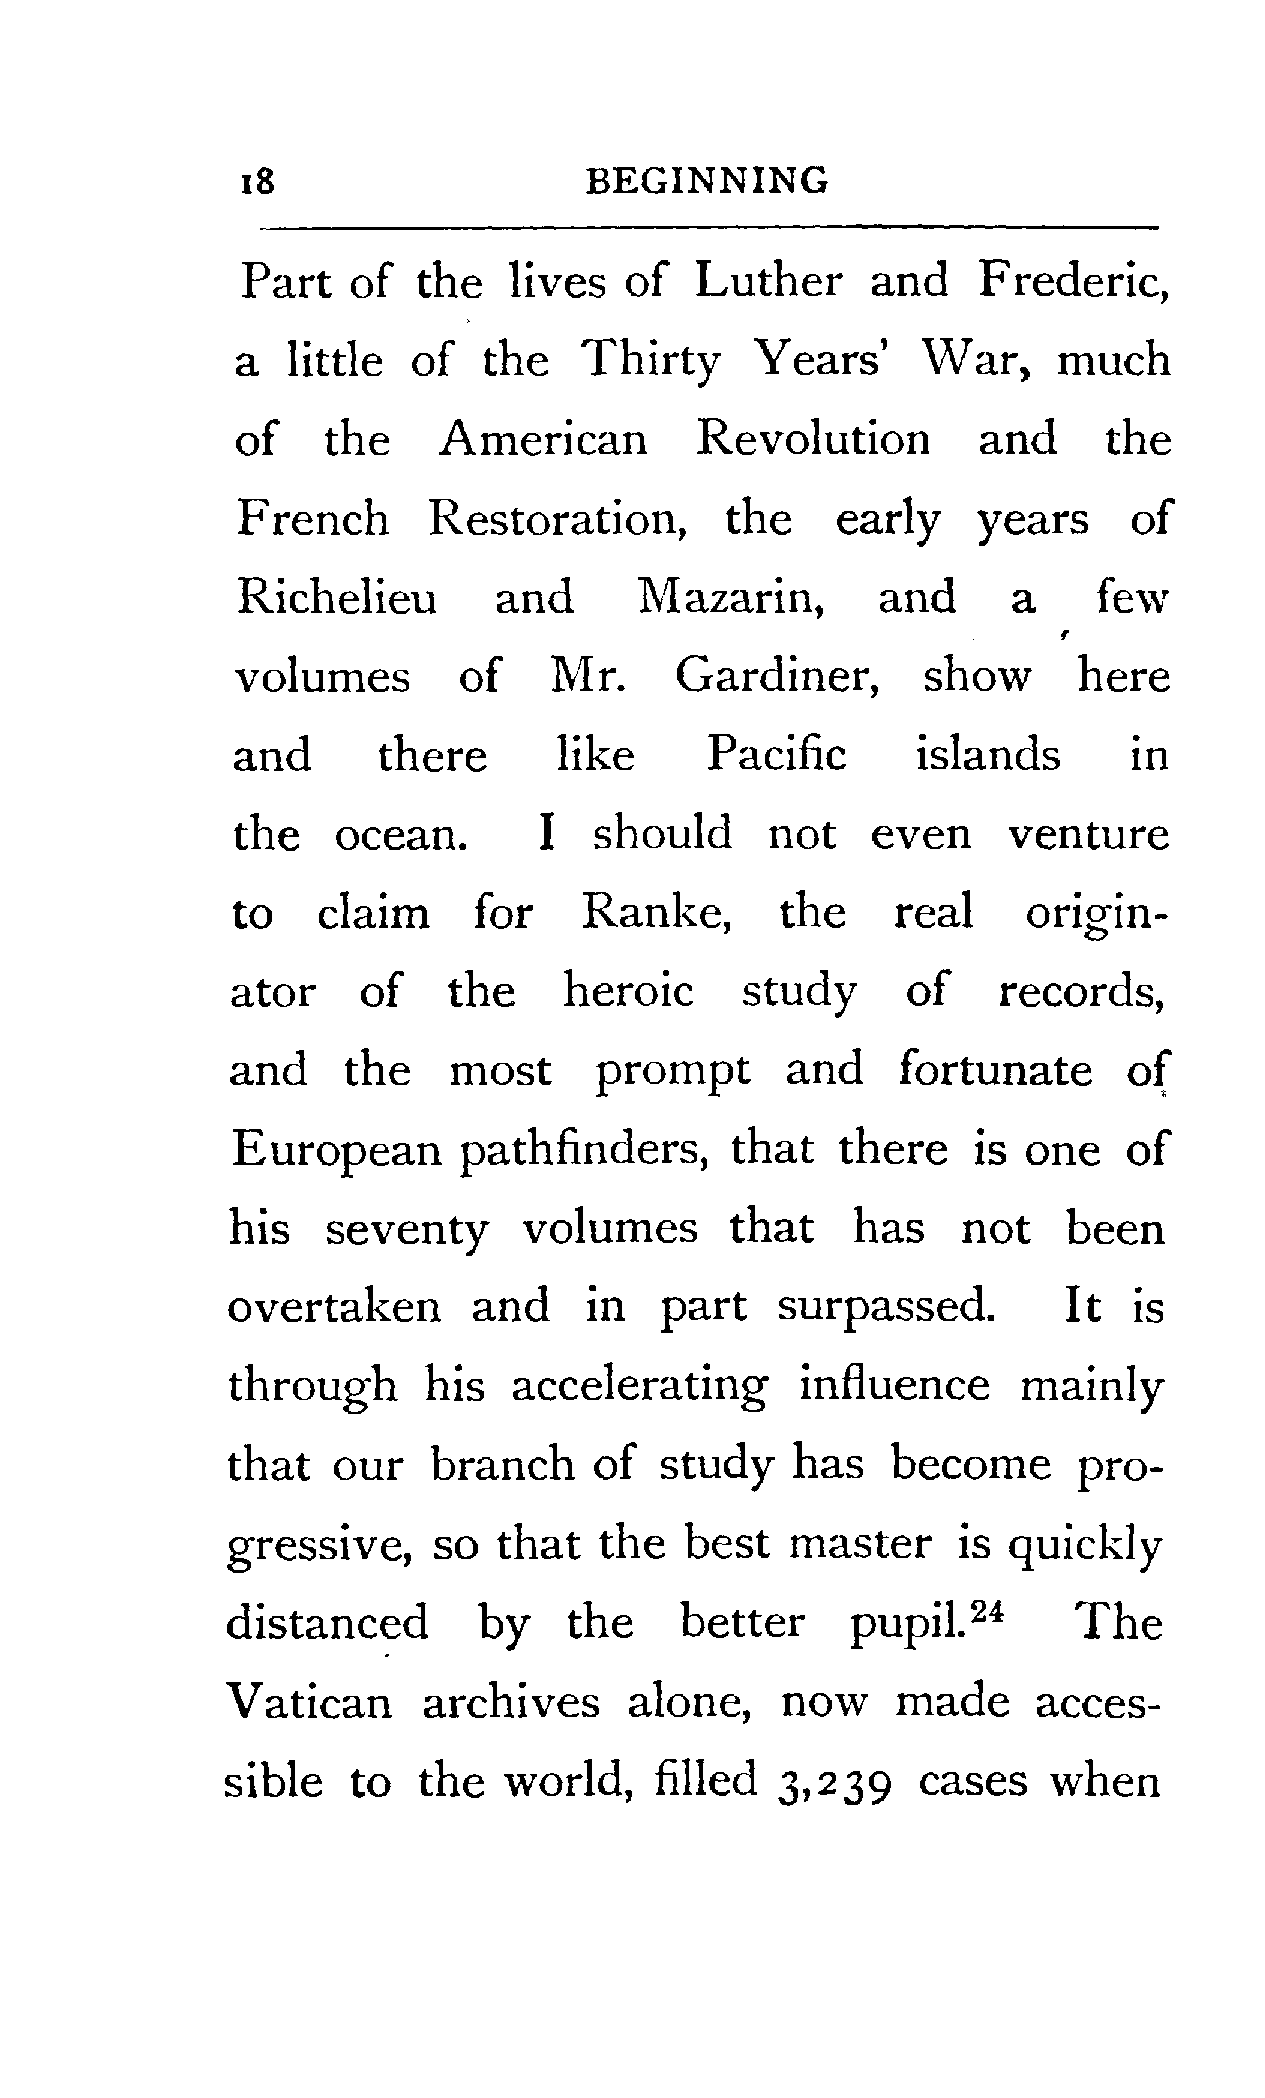 18 BEGINNING
Part of the lives of Luther and Frederic,
a little of the Thirty Years' War, much
of the American Revolution and the
French Restoration, the early years of
Richelieu and Mazarin, and a few
volumes of Mr. Gardiner, show here
and there like Pacific islands in
the ocean. I should not even venture
to claim for Ranke, the real origin-
ator of the heroic study of records,
and the most prompt and fortunate of
European pathfinders, that there is one of
his seventy volumes that has not been
overtaken and in part surpassed. It is
through his accelerating influence mainly
that our branch of study has become pro-
gressive, so that the best master is quickly
distanced by the better pupil.²⁴ The
Vatican archives alone, now made acces-
sible to the world, filled 3,239 cases when